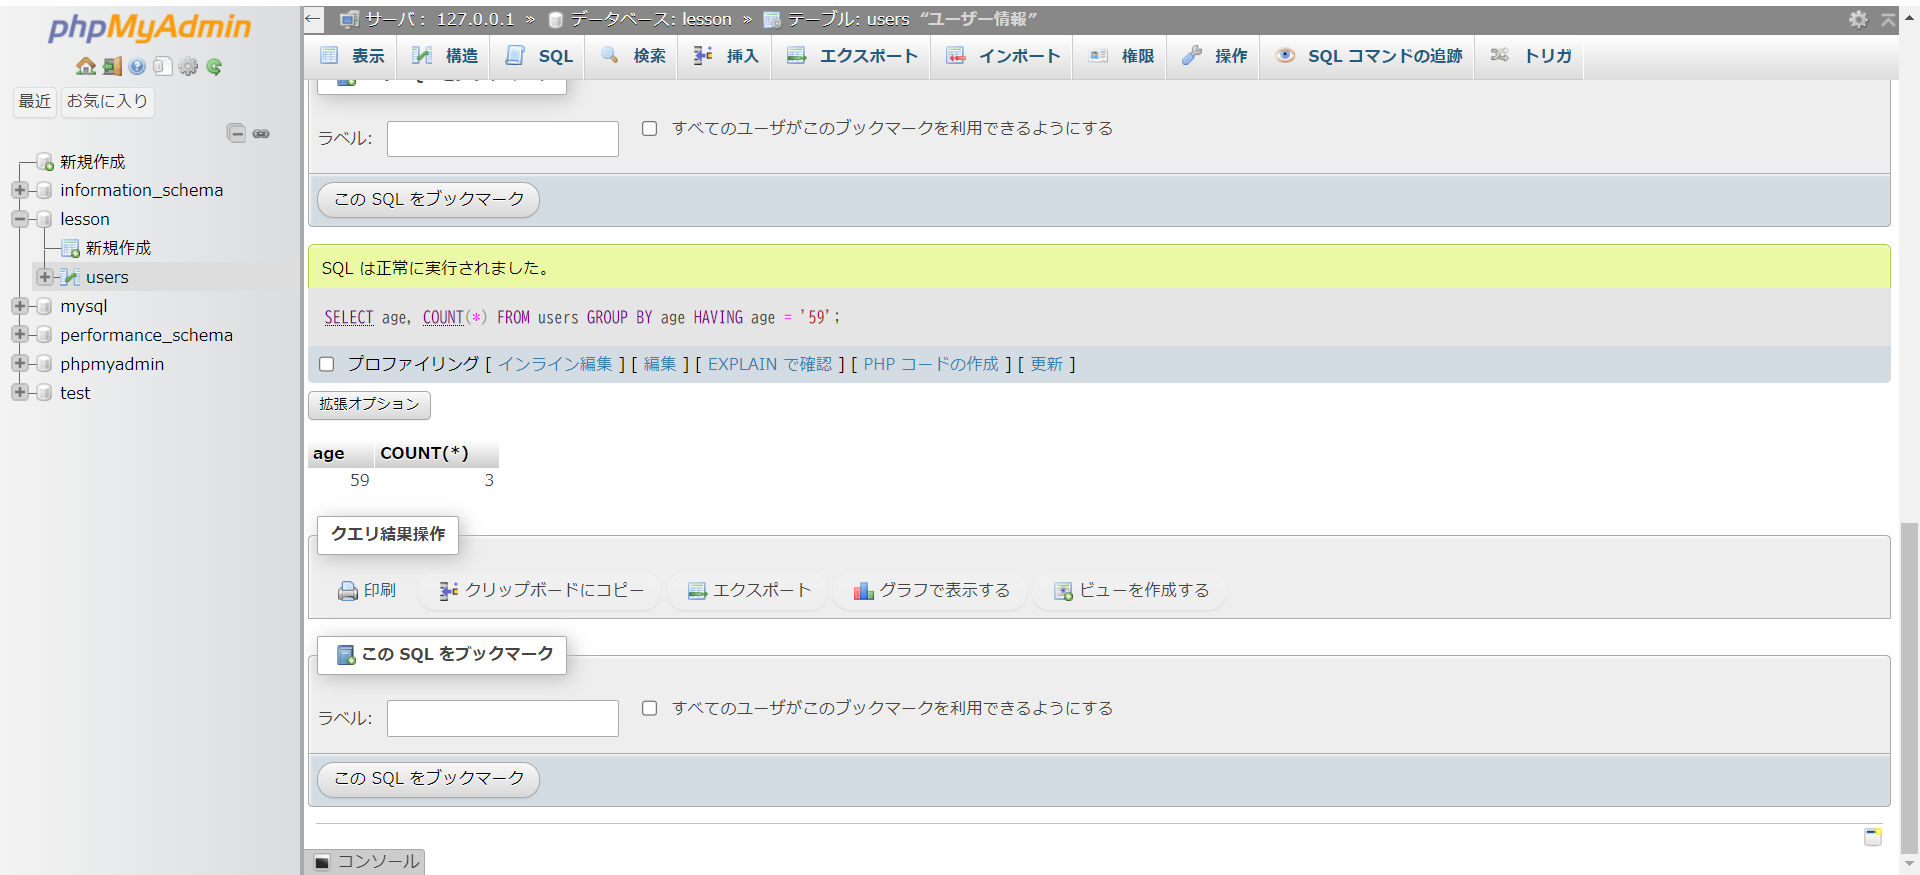 phpMyAdmin
最近 お気に入り
新規作成
information_schema
lesson
新規作成
users
mysql
performance_schema
phpmyadmin
test
← サーバ: 127.0.0.1 » データベース: lesson » テーブル: users “ユーザー情報”
表示 構造 SQL 検索 挿入 エクスポート インポート 権限 操作 SQL コマンドの追跡 トリガ
ラベル: すべてのユーザがこのブックマークを利用できるようにする
この SQL をブックマーク
SQL は正常に実行されました。
SELECT age, COUNT(*) FROM users GROUP BY age HAVING age = '59';
プロファイリング [ インライン編集 ] [ 編集 ] [ EXPLAIN で確認 ] [ PHP コードの作成 ] [ 更新 ]
拡張オプション
age COUNT(*)
59 3
クエリ結果操作
印刷 クリップボードにコピー エクスポート グラフで表示する ビューを作成する
この SQL をブックマーク
ラベル: すべてのユーザがこのブックマークを利用できるようにする
この SQL をブックマーク
コンソール